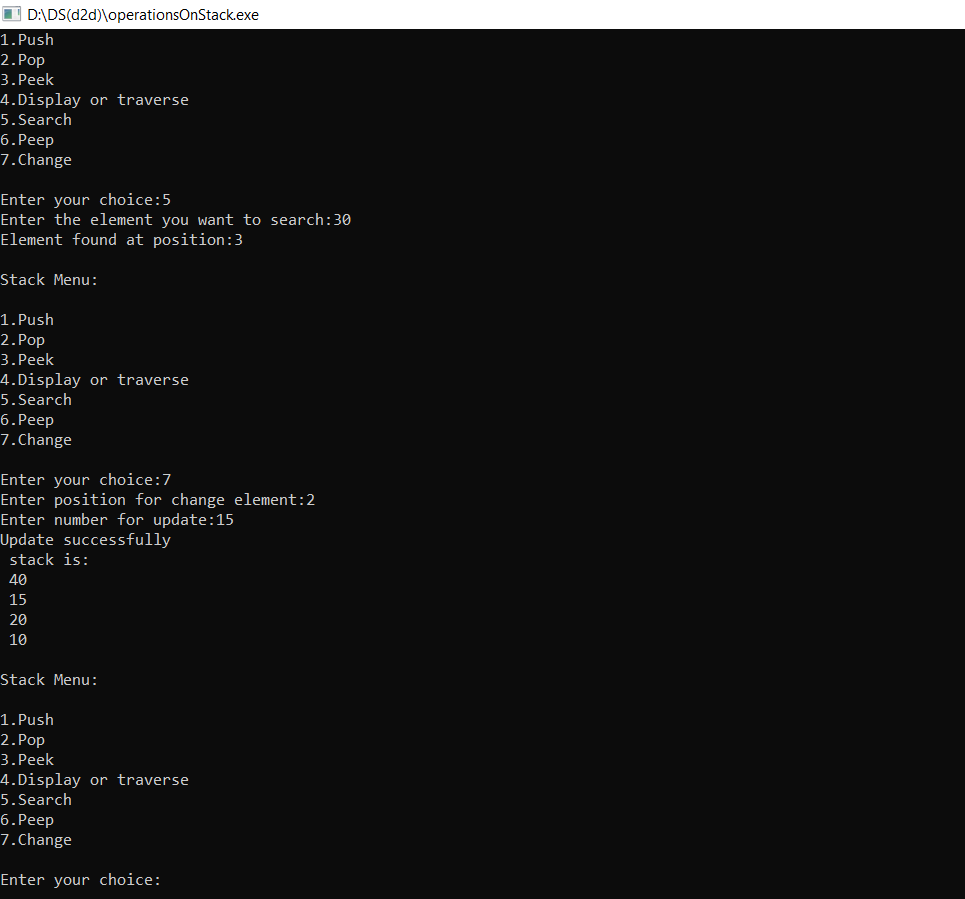 D:\DS(d2d)\operationsOnStack.exe
1.Push
2.Pop
3.Peek
4.Display or traverse
5.Search
6.Peep
7.Change
Enter your choice:5
Enter the element you want to search:30
Element found at position:3
Stack Menu:
1.Push
2.Pop
3.Peek
4.Display or traverse
5.Search
6.Peep
7.Change
Enter your choice:7
Enter position for change element:2
Enter number for update:15
Update successfully
stack is:
40
15
20
10
Stack Menu:
1.Push
2.Pop
3.Peek
4.Display or traverse
5.Search
6.Peep
7.Change
Enter your choice: